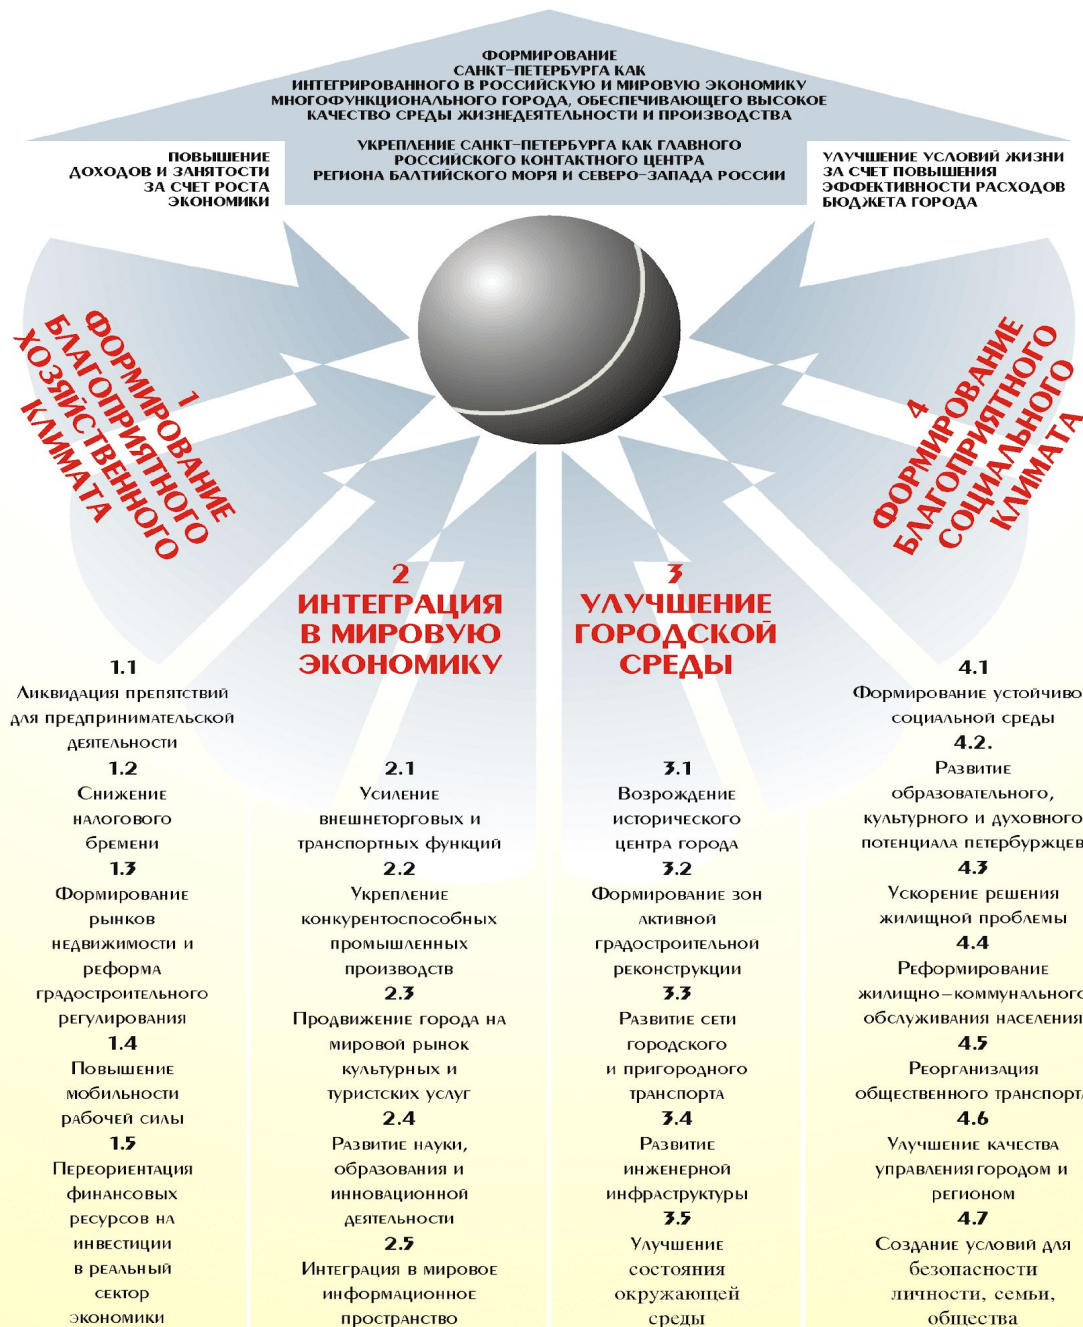 ФОРМИРОВАНИЕ
САНКТ-ПЕТЕРБУРГА КАК
ИНТЕГРИРОВАННОГО В РОССИЙСКУЮ И МИРОВУЮ ЭКОНОМИКУ
МНОГОФУНКЦИОНАЛЬНОГО ГОРОДА, ОБЕСПЕЧИВАЮЩЕГО ВЫСОКОЕ
КАЧЕСТВО СРЕДЫ ЖИЗНЕДЕЯТЕЛЬНОСТИ И ПРОИЗВОДСТВА
УКРЕПЛЕНИЕ САНКТ-ПЕТЕРБУРГА КАК ГЛАВНОГО
РОССИЙСКОГО КОНТАКТНОГО ЦЕНТРА
РЕГИОНА БАЛТИЙСКОГО МОРЯ И СЕВЕРО-ЗАПАДА РОССИИ
ПОВЫШЕНИЕ
ДОХОДОВ И ЗАНЯТОСТИ
ЗА СЧЕТ РОСТА
ЭКОНОМИКИ
УЛУЧШЕНИЕ УСЛОВИЙ ЖИЗНИ
ЗА СЧЕТ ПОВЫШЕНИЯ
ЭФФЕКТИВНОСТИ РАСХОДОВ
БЮДЖЕТА ГОРОДА
1
ФОРМИРОВАНИЕ
БЛАГОПРИЯТНОГО
ХОЗЯЙСТВЕННОГО
КЛИМАТА
2
ИНТЕГРАЦИЯ
В МИРОВУЮ
ЭКОНОМИКУ
3
УЛУЧШЕНИЕ
ГОРОДСКОЙ
СРЕДЫ
4
ФОРМИРОВАНИЕ
БЛАГОПРИЯТНОГО
СОЦИАЛЬНОГО
КЛИМАТА
1.1
Ликвидация препятствий
для предпринимательской
деятельности
1.2
Снижение
налогового
бремени
1.3
Формирование
рынков
недвижимости и
реформа
градостроительного
регулирования
1.4
Повышение
мобильности
рабочей силы
1.5
Переориентация
финансовых
ресурсов на
инвестиции
в реальный
сектор
экономики
2.1
Усиление
внешнеторговых и
транспортных функций
2.2
Укрепление
конкурентоспособных
промышленных
производств
2.3
Продвижение города на
мировой рынок
культурных и
туристских услуг
2.4
Развитие науки,
образования и
инновационной
деятельности
2.5
Интеграция в мировое
информационное
пространство
3.1
Возрождение
исторического
центра города
3.2
Формирование зон
активной
градостроительной
реконструкции
3.3
Развитие сети
городского
и пригородного
транспорта
3.4
Развитие
инженерной
инфраструктуры
3.5
Улучшение
состояния
окружающей
среды
4.1
Формирование устойчиво
социальной среды
4.2.
Развитие
образовательного,
культурного и духовного
потенциала петербуржцев
4.3
Ускорение решения
жилищной проблемы
4.4
Реформирование
жилищно-коммунального
обслуживания населения
4.5
Реорганизация
общественного транспорта
4.6
Улучшение качества
управления городом и
регионом
4.7
Создание условий для
безопасности
личности, семьи,
общества